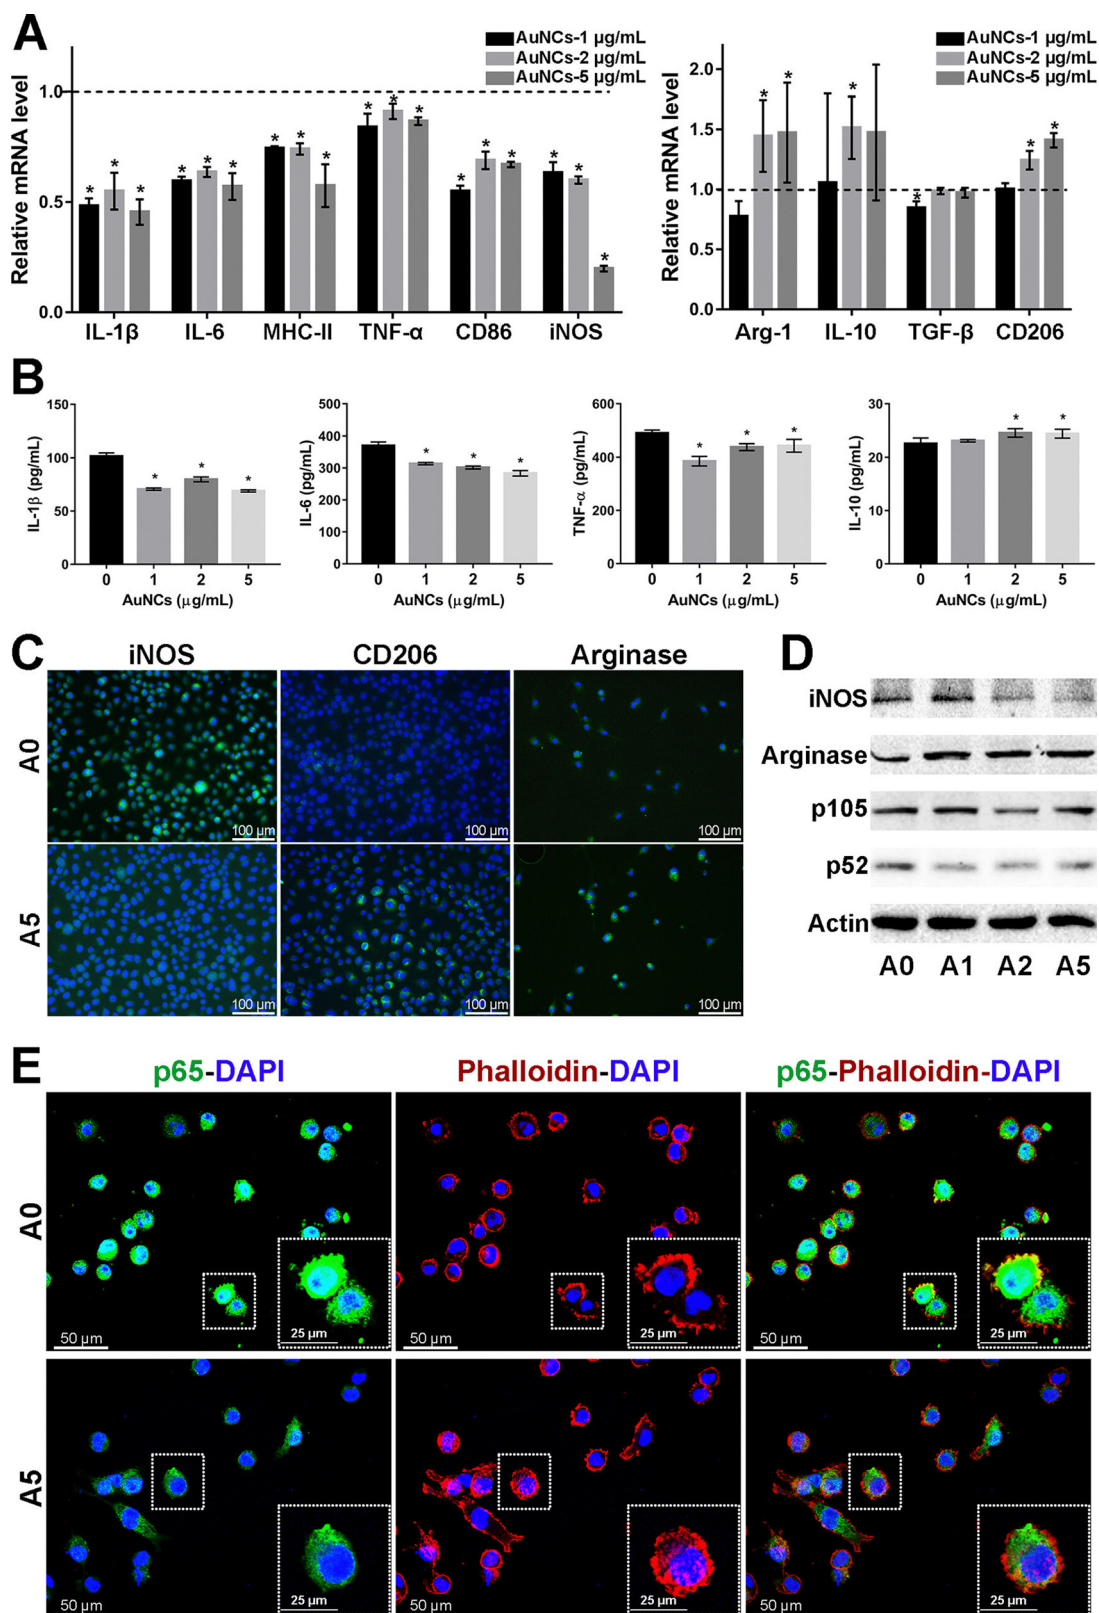 A
AuNCs-1 µg/mL
AuNCs-2 µg/mL
AuNCs-5 µg/mL
Relative mRNA level
1.0
0.5
0.0
* * * * * * * * * * * * * * * * * *
IL-1β IL-6 MHC-II TNF-α CD86 iNOS
AuNCs-1 µg/mL
AuNCs-2 µg/mL
AuNCs-5 µg/mL
Relative mRNA level
2.0
1.5
1.0
0.5
0.0
* * * * * *
Arg-1 IL-10 TGF-β CD206
B
IL-1β (pg/mL)
150
100
50
0
* * *
0 1 2 5
AuNCs (µg/mL)
IL-6 (pg/mL)
500
400
300
200
100
0
* * *
0 1 2 5
AuNCs (µg/mL)
TNF-α (pg/mL)
600
400
200
0
* * *
0 1 2 5
AuNCs (µg/mL)
IL-10 (pg/mL)
30
20
10
0
* *
0 1 2 5
AuNCs (µg/mL)
C
iNOS CD206 Arginase
A0
100 µm 100 µm 100 µm
A5
100 µm 100 µm 100 µm
D
iNOS
Arginase
p105
p52
Actin
A0 A1 A2 A5
E
p65-DAPI Phalloidin-DAPI p65-Phalloidin-DAPI
A0
50 µm 25 µm 50 µm 25 µm 50 µm 25 µm
A5
50 µm 25 µm 50 µm 25 µm 50 µm 25 µm